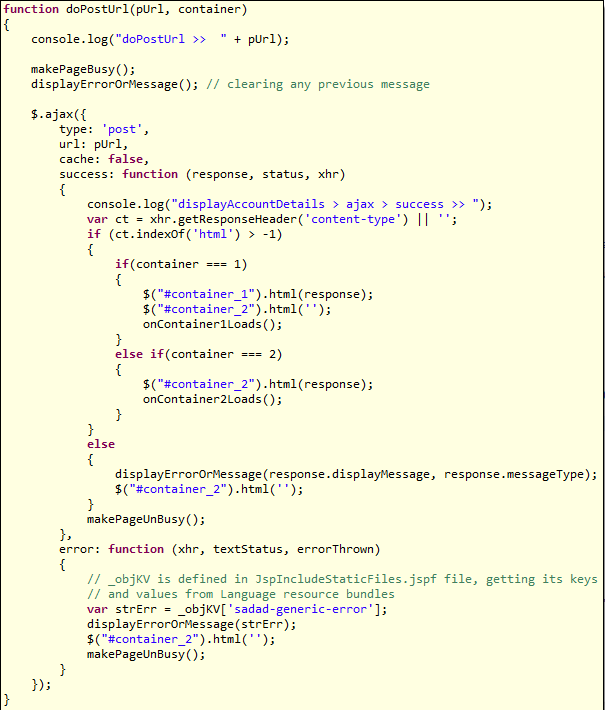 function doPostUrl(pUrl, container)
{
    console.log("doPostUrl >>  " + pUrl);

    makePageBusy();
    displayErrorOrMessage(); // clearing any previous message

    $.ajax({
        type: 'post',
        url: pUrl,
        cache: false,
        success: function (response, status, xhr)
        {
            console.log("displayAccountDetails > ajax > success >> ");
            var ct = xhr.getResponseHeader('content-type') || '';
            if (ct.indexOf('html') > -1)
            {
                if(container === 1)
                {
                    $("#container_1").html(response);
                    $("#container_2").html('');
                    onContainer1Loads();
                }
                else if(container === 2)
                {
                    $("#container_2").html(response);
                    onContainer2Loads();
                }
            }
            else
            {
                displayErrorOrMessage(response.displayMessage, response.messageType);
                $("#container_2").html('');
            }
            makePageUnBusy();
        },
        error: function (xhr, textStatus, errorThrown)
        {
            // _objKV is defined in JspIncludeStaticFiles.jspf file, getting its keys
            // and values from Language resource bundles
            var strErr = _objKV['sadad-generic-error'];
            displayErrorOrMessage(strErr);
            $("#container_2").html('');
            makePageUnBusy();
        }
    });
}